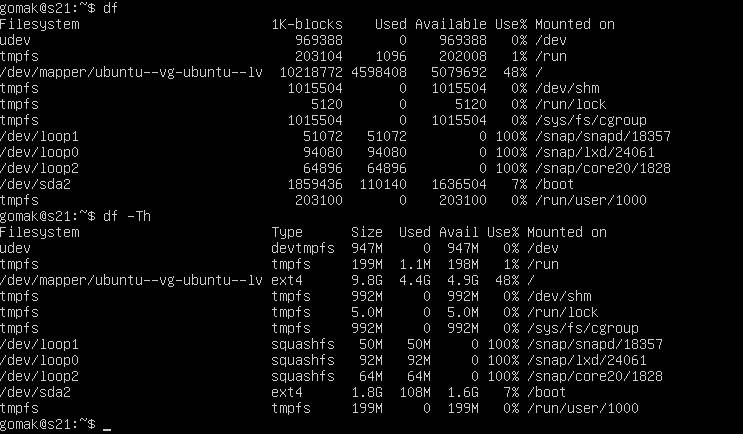 gomak@s21:~$ df
Filesystem                        1K-blocks    Used Available Use% Mounted on
udev                                 969388       0    969388   0% /dev
tmpfs                                203104    1096    202008   1% /run
/dev/mapper/ubuntu--vg-ubuntu--lv  10218772 4598408   5079692  48% /
tmpfs                               1015504       0   1015504   0% /dev/shm
tmpfs                                  5120       0      5120   0% /run/lock
tmpfs                               1015504       0   1015504   0% /sys/fs/cgroup
/dev/loop1                            51072   51072         0 100% /snap/snapd/18357
/dev/loop0                            94080   94080         0 100% /snap/lxd/24061
/dev/loop2                            64896   64896         0 100% /snap/core20/1828
/dev/sda2                           1859436  110140   1636504   7% /boot
tmpfs                                203100       0    203100   0% /run/user/1000
gomak@s21:~$ df -Th
Filesystem                        Type      Size  Used Avail Use% Mounted on
udev                              devtmpfs  947M     0  947M   0% /dev
tmpfs                             tmpfs     199M  1.1M  198M   1% /run
/dev/mapper/ubuntu--vg-ubuntu--lv ext4      9.8G  4.4G  4.9G  48% /
tmpfs                             tmpfs     992M     0  992M   0% /dev/shm
tmpfs                             tmpfs     5.0M     0  5.0M   0% /run/lock
tmpfs                             tmpfs     992M     0  992M   0% /sys/fs/cgroup
/dev/loop1                        squashfs   50M   50M     0 100% /snap/snapd/18357
/dev/loop0                        squashfs   92M   92M     0 100% /snap/lxd/24061
/dev/loop2                        squashfs   64M   64M     0 100% /snap/core20/1828
/dev/sda2                         ext4      1.8G  108M  1.6G   7% /boot
tmpfs                             tmpfs     199M     0  199M   0% /run/user/1000
gomak@s21:~$ _